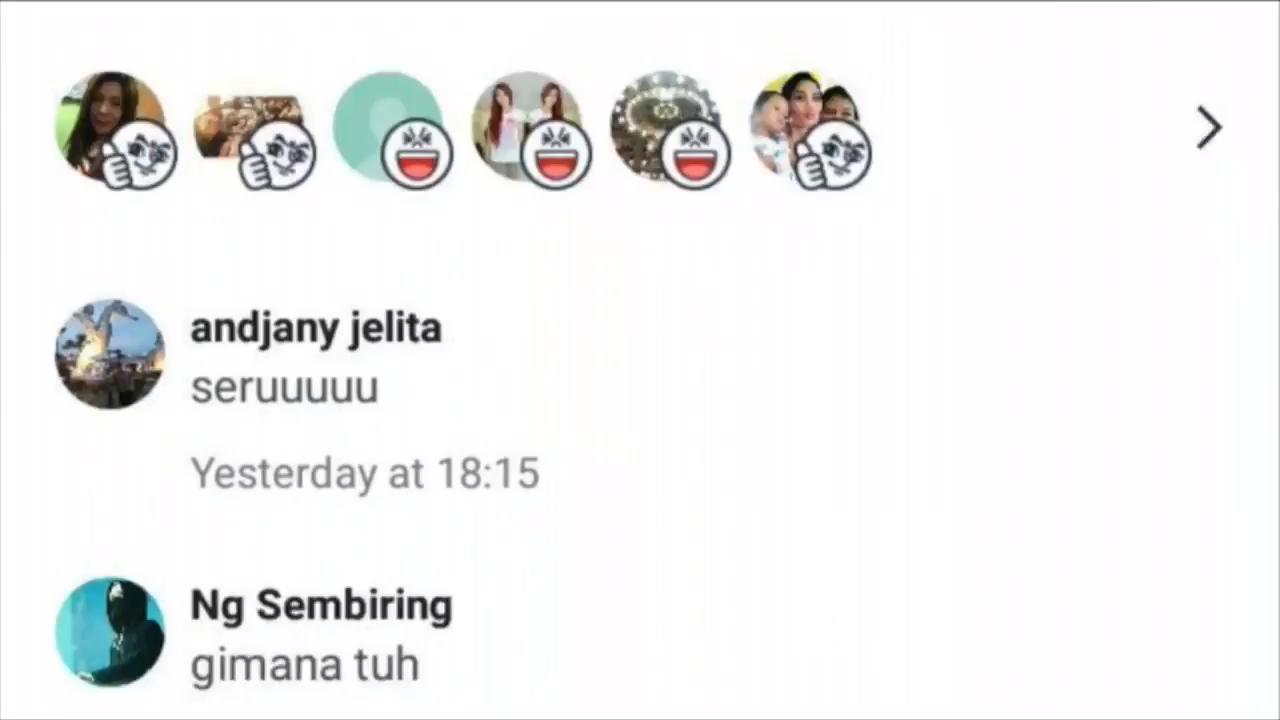 andjany jelita
seruuuuu
Yesterday at 18:15
Ng Sembiring
gimana tuh